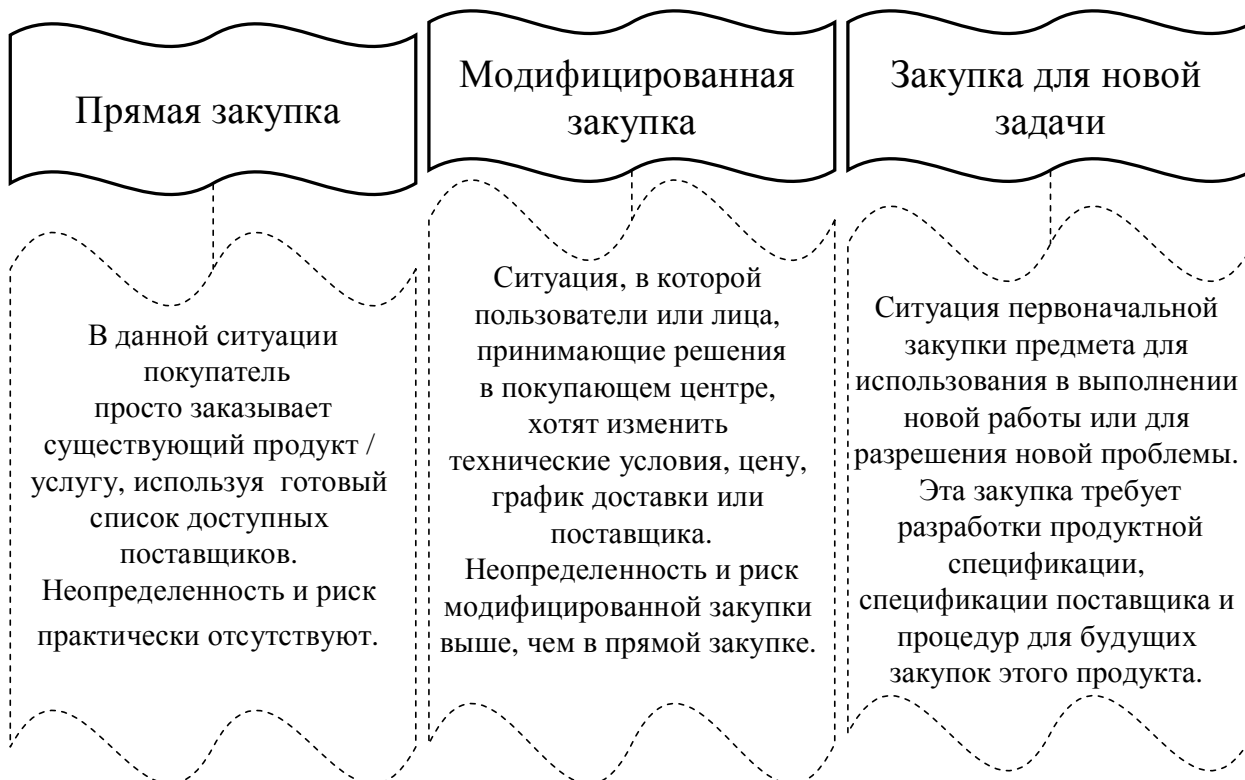 Прямая закупка
В данной ситуации
покупатель
просто заказывает
существующий продукт /
услугу, используя готовый
список доступных
поставщиков.
Неопределенность и риск
практически отсутствуют.
Модифицированная
закупка
Ситуация, в которой
пользователи или лица,
принимающие решения
в покупающем центре,
хотят изменить
технические условия, цену,
график доставки или
поставщика.
Неопределенность и риск
модифицированной закупки
выше, чем в прямой закупке.
Закупка для новой
задачи
Ситуация первоначальной
закупки предмета для
использования в выполнении
новой работы или для
разрешения новой проблемы.
Эта закупка требует
разработки продуктной
спецификации,
спецификации поставщика и
процедур для будущих
закупок этого продукта.